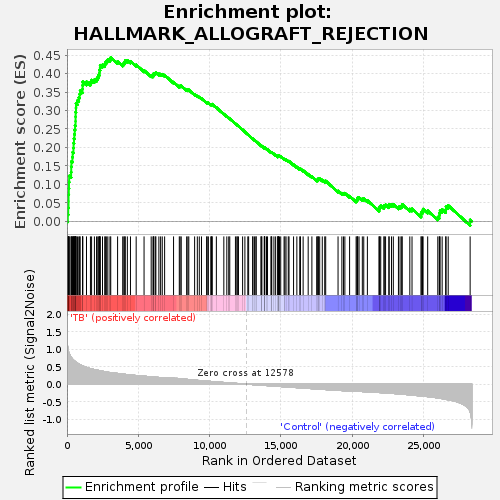 Enrichment plot:
HALLMARK_ALLOGRAFT_REJECTION
Enrichment score (ES)
0.45
0.40
0.35
0.30
0.25
0.20
0.15
0.10
0.05
0.00
Ranked list metric (Signal2Noise)
'TB' (positively correlated)
2.0
1.5
1.0
0.5
0.0
-0.5
-1.0
Zero cross at 12578
'Control' (negatively correlated)
0
5,000
10,000
15,000
20,000
25,000
Rank in Ordered Dataset
Enrichment profile
Hits
Ranking metric scores